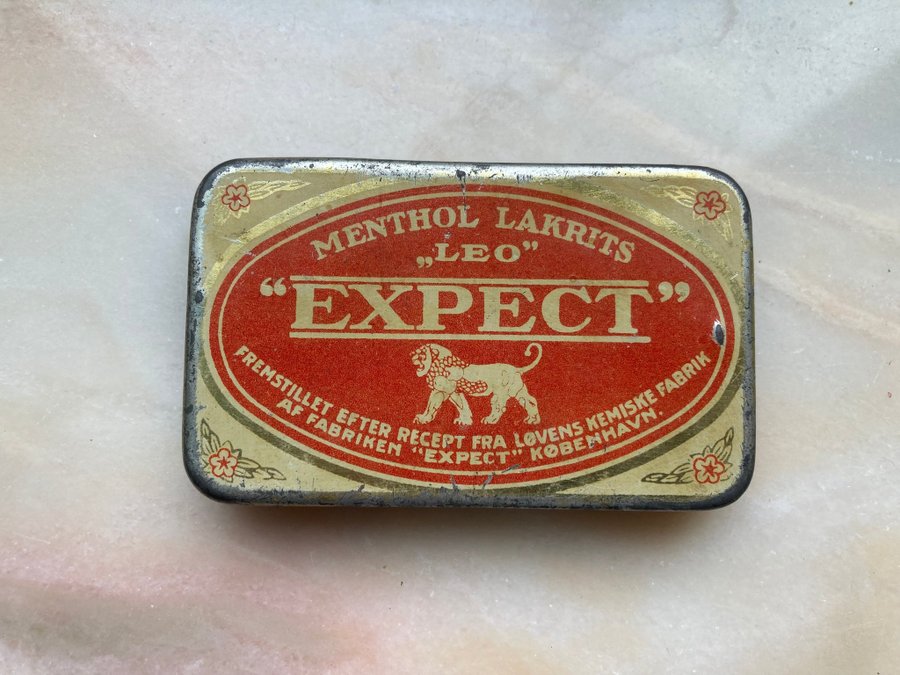 MENTHOL LAKRITS
„LEO”
“EXPECT”
FREMSTILLET EFTER RECEPT FRA LØVENS KEMISKE FABRIK
AF FABRIKEN “EXPECT” KØBENHAVN.